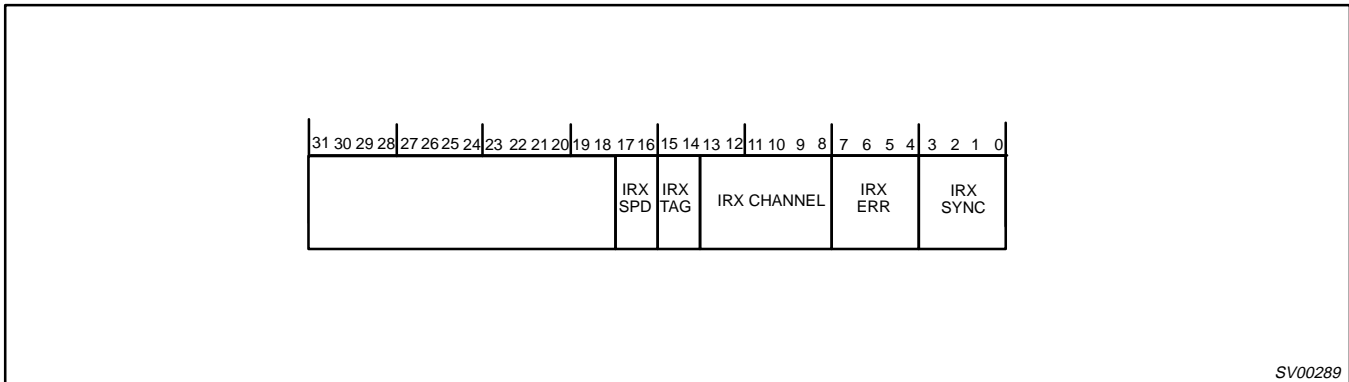 31 30 29 28 27 26 25 24 23 22 21 20 19 18 17 16 15 14 13 12 11 10 9 8 7 6 5 4 3 2 1 0
IRX SPD
IRX TAG
IRX CHANNEL
IRX ERR
IRX SYNC
SV00289